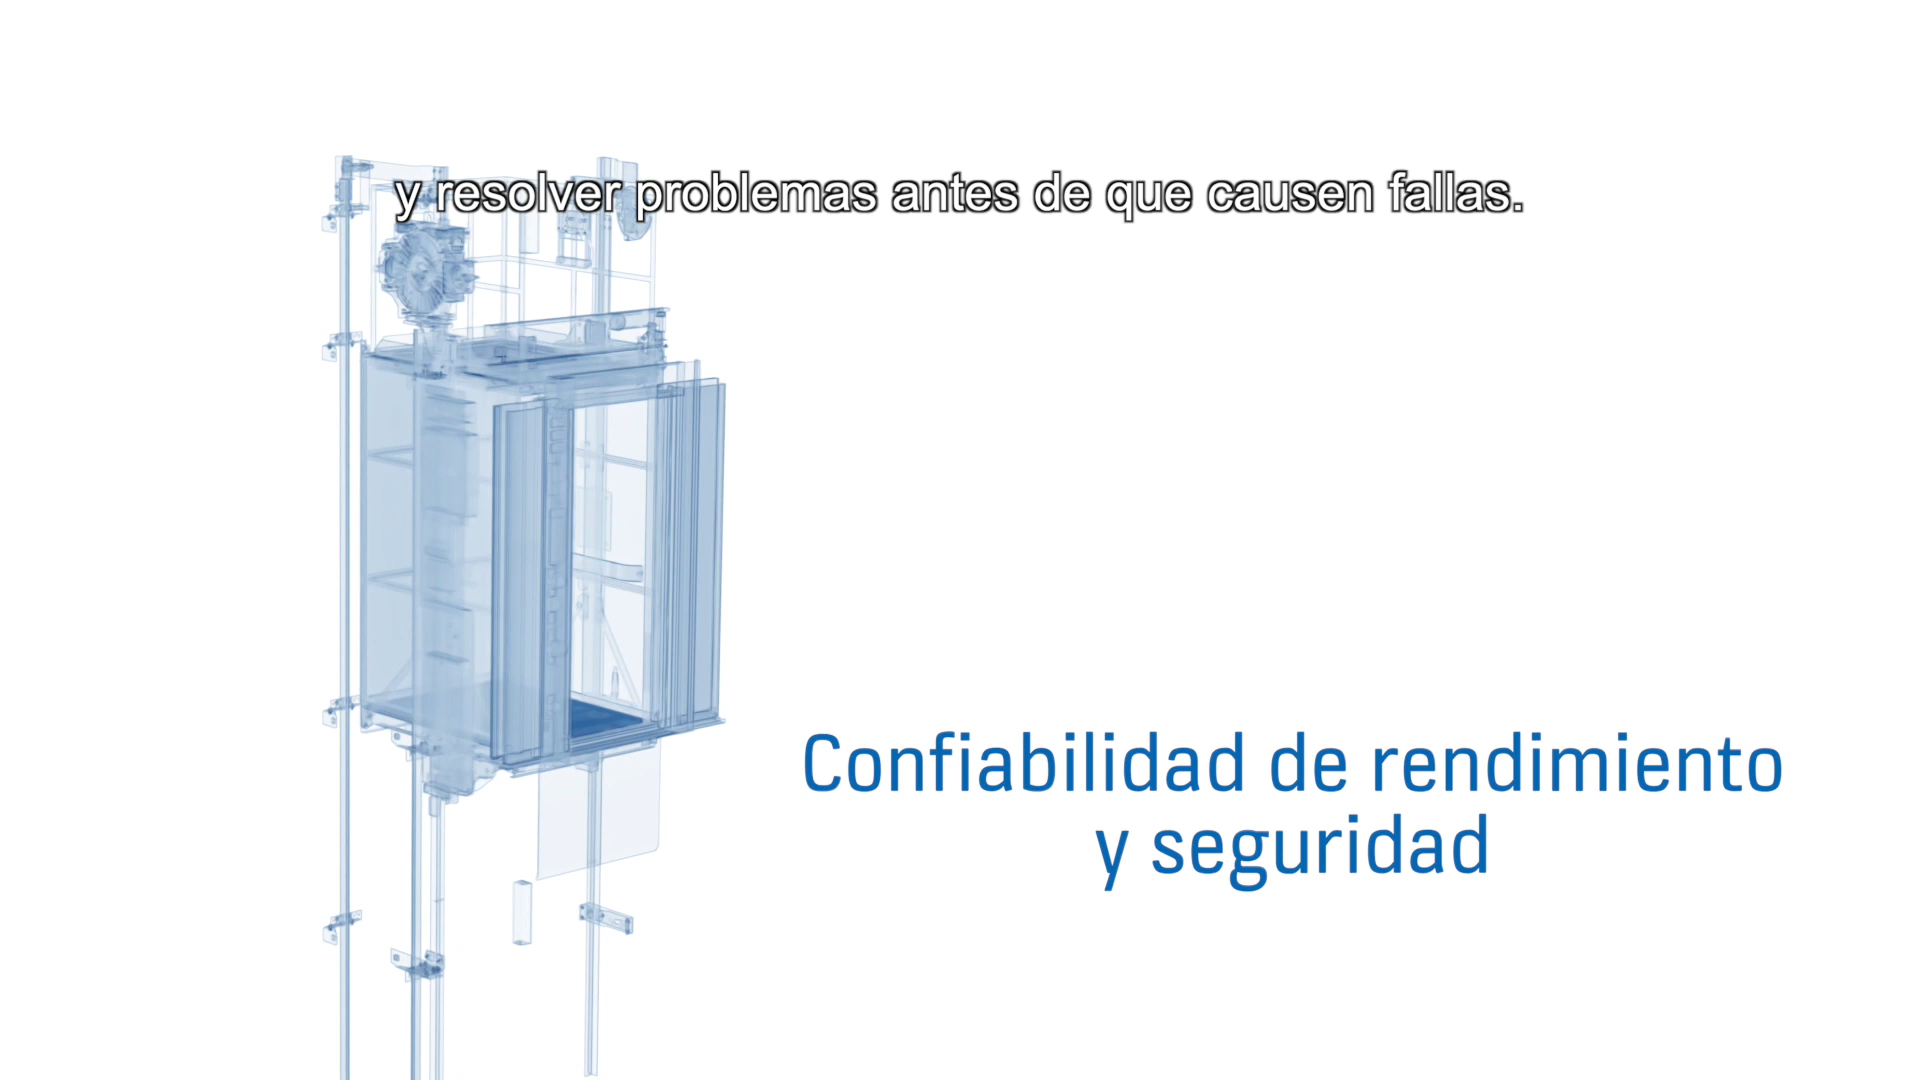 y resolver problemas antes de que causen fallas.
Confiabilidad de rendimiento
y seguridad